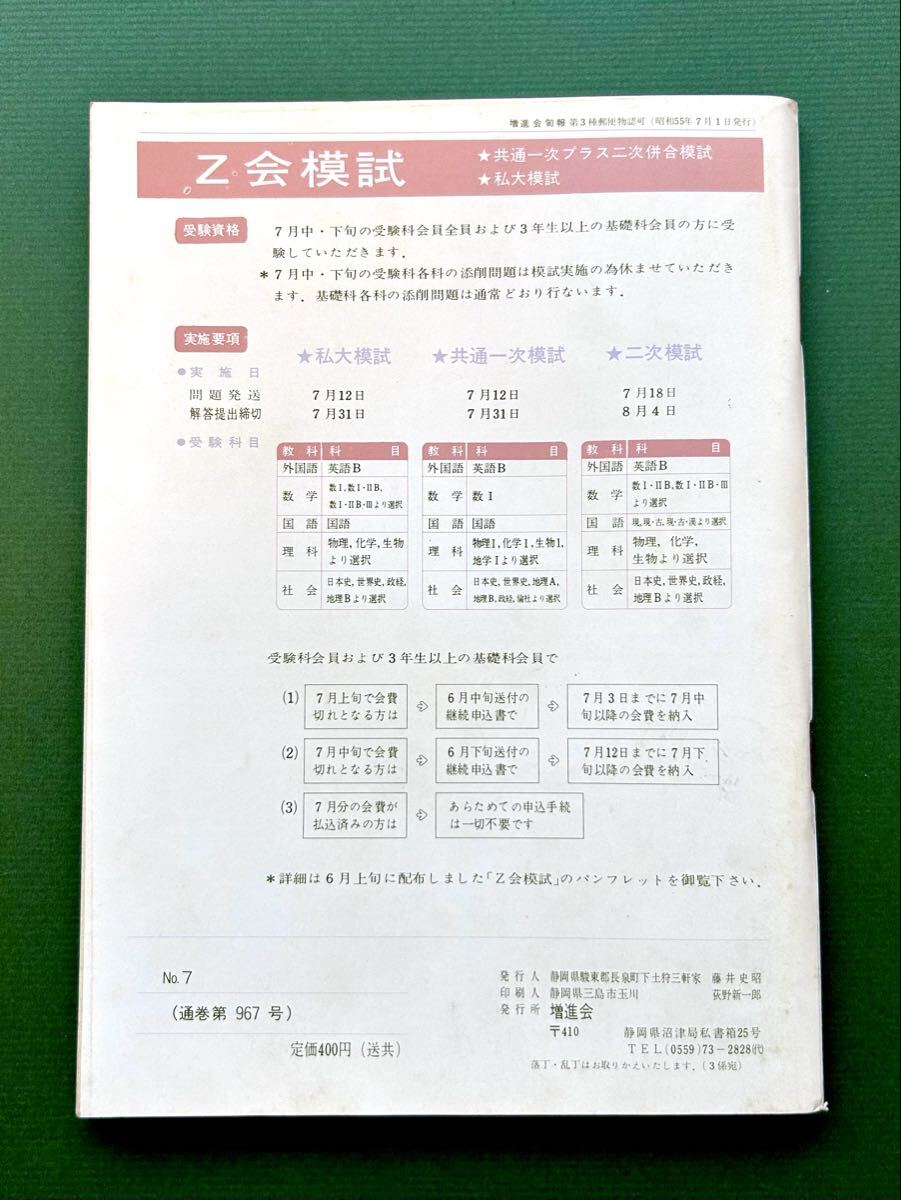 増進会旬報 第3種郵便物認可（昭和55年7月1日発行）
Z会模試
★共通一次プラス二次併合模試
★私大模試
受験資格
7月中・下旬の受験科会員全員および3年生以上の基礎科会員の方に受
験していただきます．
＊7月中・下旬の受験科各科の添削問題は模試実施の為休ませていただき
ます．基礎科各科の添削問題は通常どおり行ないます．
実施要項
★私大模試 ★共通一次模試 ★二次模試
●実施日
問題発送 7月12日 7月12日 7月18日
解答提出締切 7月31日 7月31日 8月4日
●受験科目
教科 科目
外国語 英語B
数学 数I，数I・IIB，
数I・IIB・IIIより選択
国語 国語
理科 物理，化学，生物
より選択
社会 日本史，世界史，政経，
地理Bより選択
教科 科目
外国語 英語B
数学 数I
国語 国語
理科 物理I，化学I，生物I，
地学Iより選択
社会 日本史，世界史，地理A，
地理B，政経，倫社より選択
教科 科目
外国語 英語B
数学 数I・IIB，数I・IIB・III
より選択
国語 現，現・古，現・古・漢より選択
理科 物理，化学，
生物より選択
社会 日本史，世界史，政経，
地理Bより選択
受験科会員および3年生以上の基礎科会員で
(1) 7月上旬で会費
切れとなる方は
6月中旬送付の
継続申込書で
7月3日までに7月中
旬以降の会費を納入
(2) 7月中旬で会費
切れとなる方は
6月下旬送付の
継続申込書で
7月12日までに7月下
旬以降の会費を納入
(3) 7月分の会費が
払込済みの方は
あらためての申込手続
は一切不要です
＊詳細は6月上旬に配布しました「Z会模試」のパンフレットを御覧下さい．
No.7
（通巻第 967 号）
定価400円（送共）
発行人 静岡県駿東郡長泉町下土狩三軒家 藤井史昭
印刷人 静岡県三島市玉川 荻野新一郎
発行所 増進会
〒410 静岡県沼津局私書箱25号
TEL(0559)73－2828(代)
落丁・乱丁はお取りかえいたします．（3係宛）